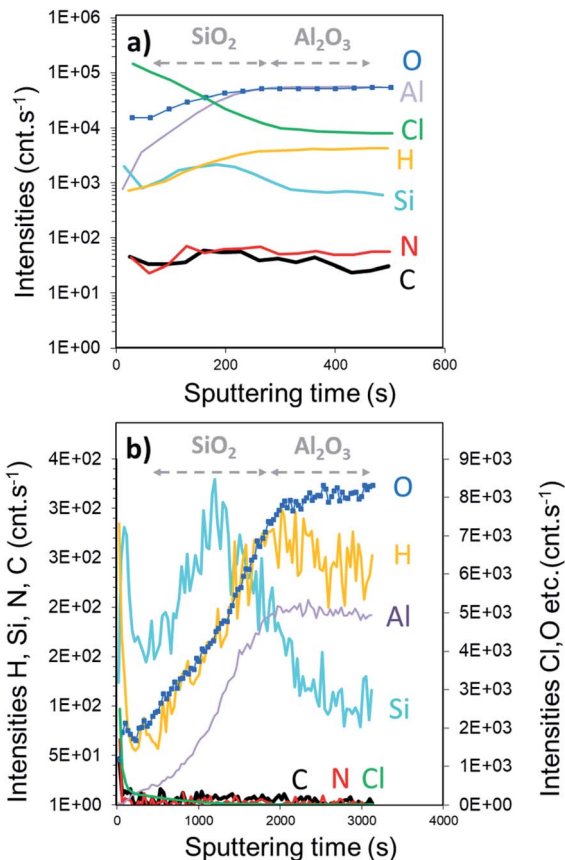 a)
SiO2
Al2O3
1E+06
1E+05
1E+04
1E+03
1E+02
1E+01
1E+00
Intensities (cnt.s-1)
O
Al
Cl
H
Si
N
C
0
200
400
600
Sputtering time (s)
b)
SiO2
Al2O3
4E+02
3E+02
3E+02
2E+02
2E+02
1E+02
1E+02
5E+01
1E+00
Intensities H, Si, N, C (cnt.s-1)
9E+03
8E+03
7E+03
6E+03
5E+03
4E+03
3E+03
2E+03
1E+03
0E+00
Intensities Cl,O etc.(cnt.s-1)
O
H
Al
Si
C N Cl
0
1000
2000
3000
4000
Sputtering time (s)